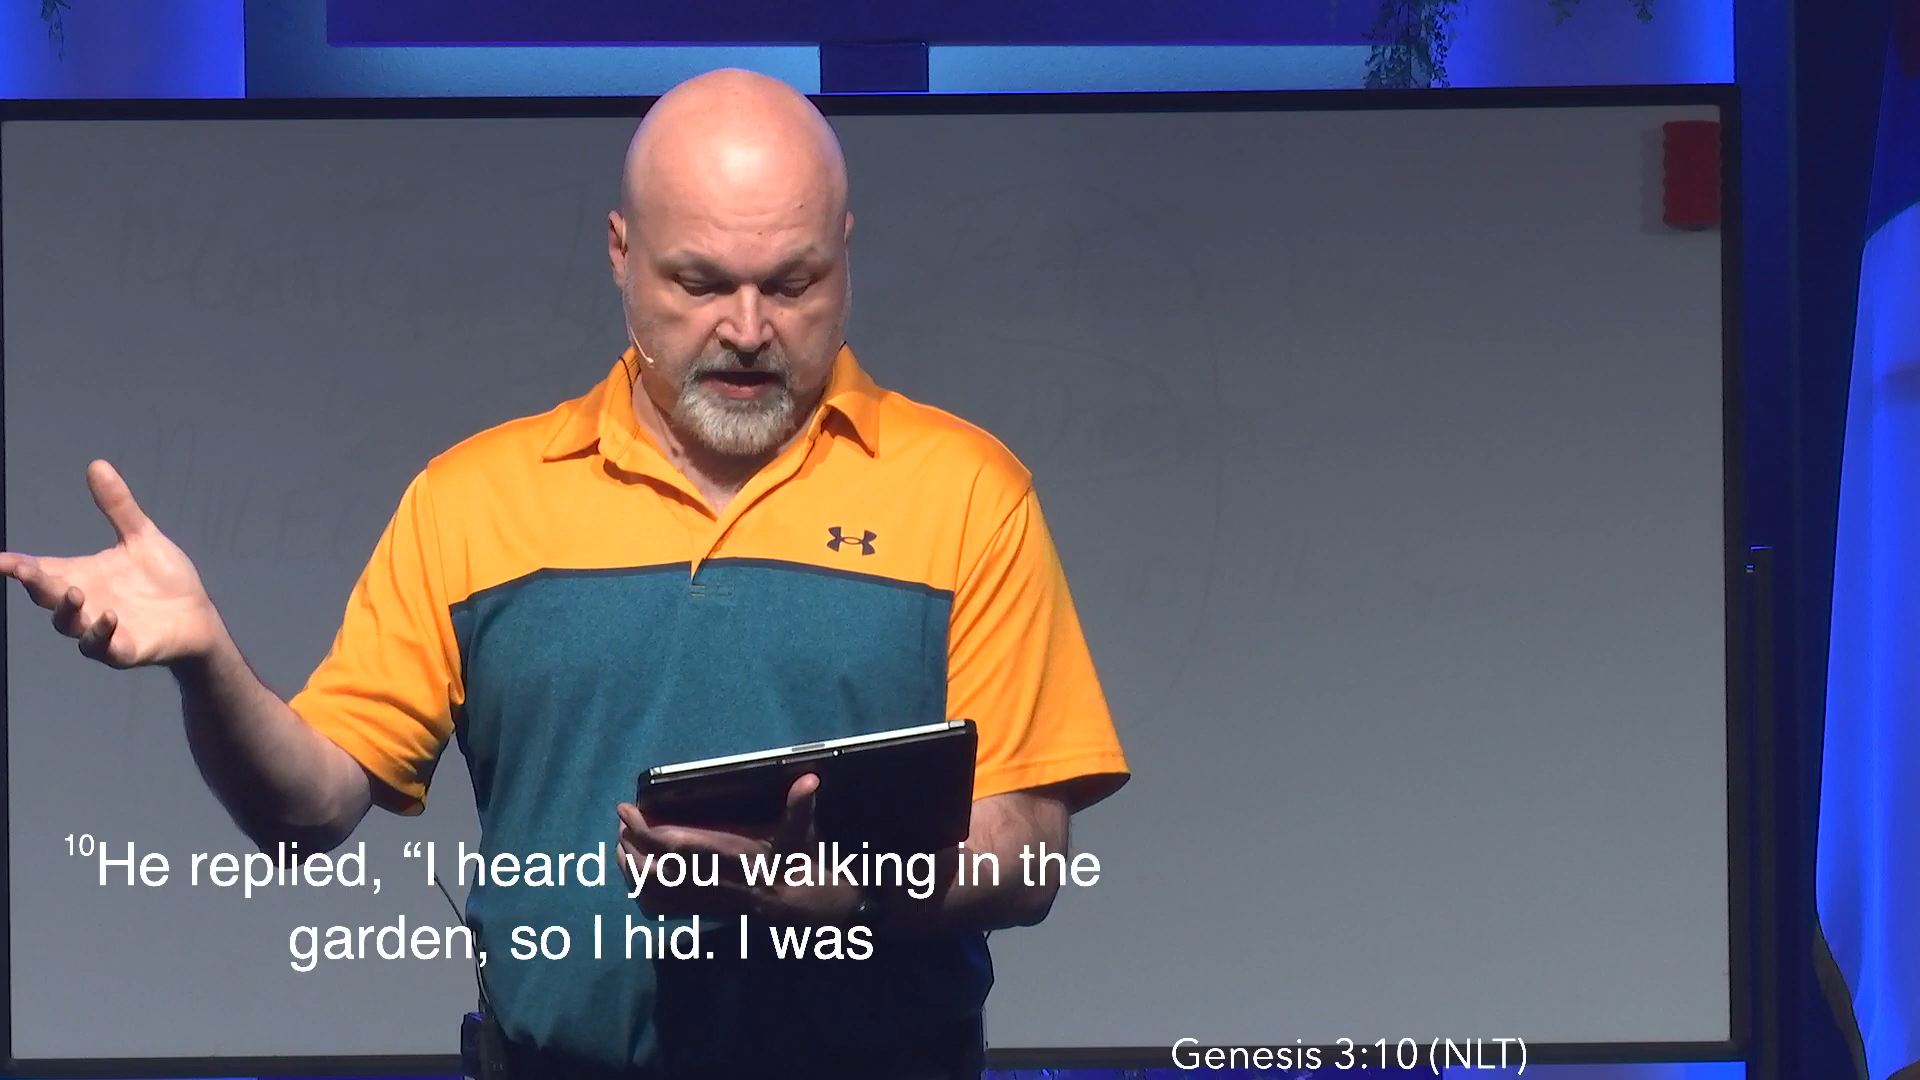 ¹⁰He replied, “I heard you walking in the
garden, so I hid. I was
Genesis 3:10 (NLT)